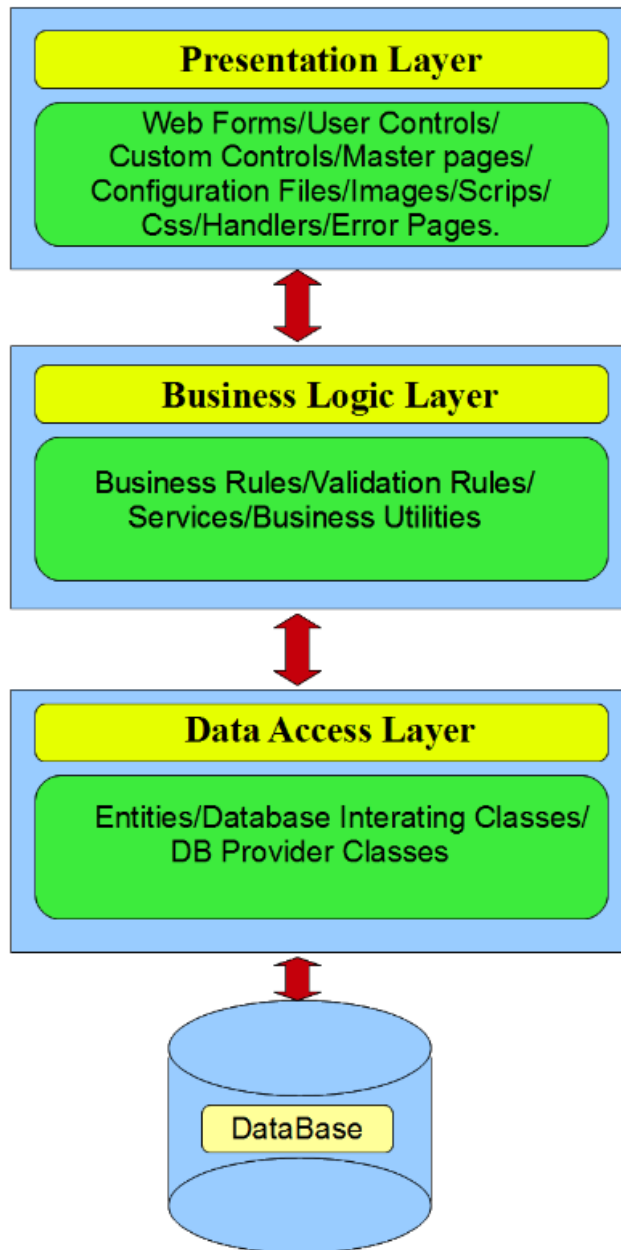 Presentation Layer
Web Forms/User Controls/
Custom Controls/Master pages/
Configuration Files/Images/Scrips/
Css/Handlers/Error Pages.
Business Logic Layer
Business Rules/Validation Rules/
Services/Business Utilities
Data Access Layer
Entities/Database Interating Classes/
DB Provider Classes
DataBase